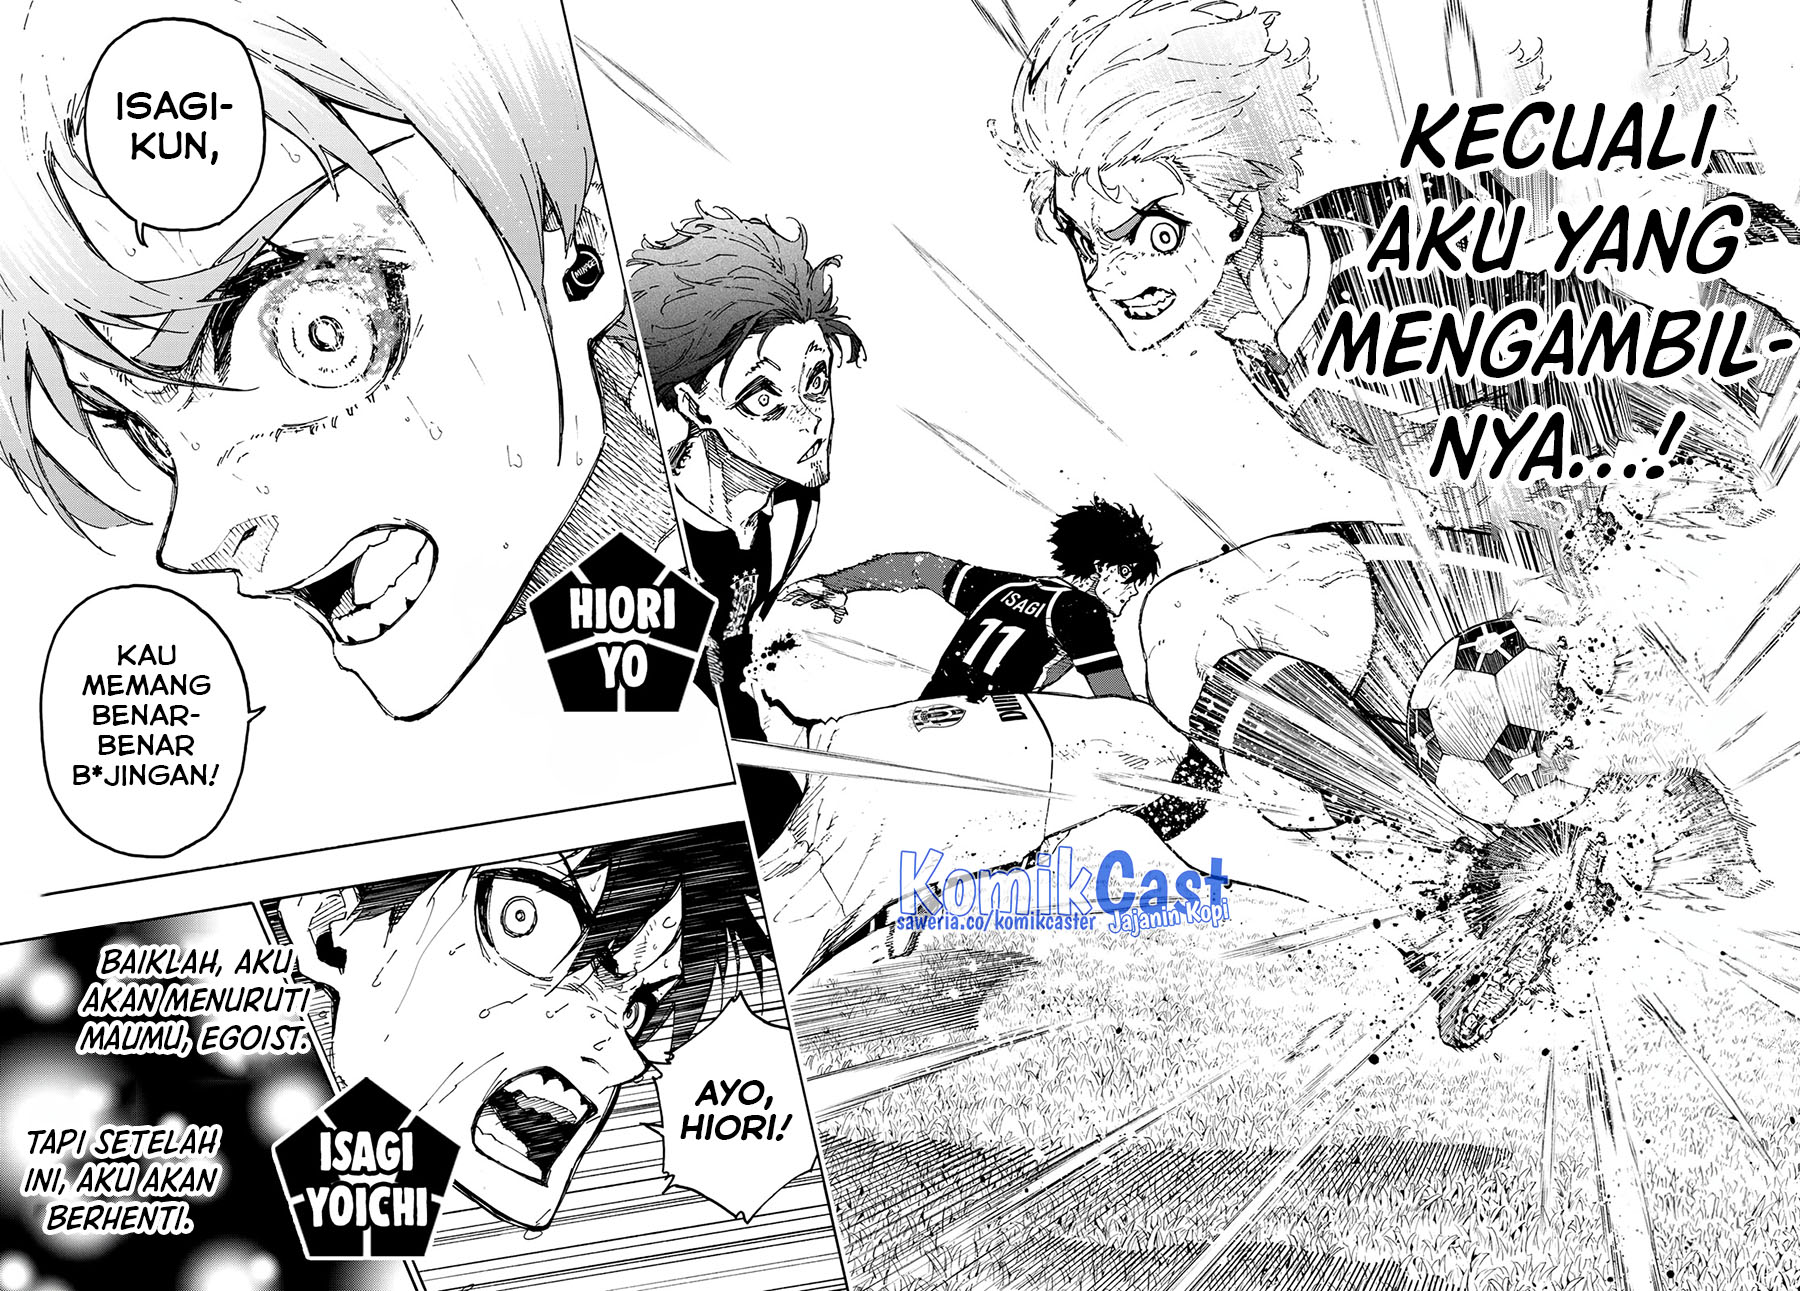 KECUALI
AKU YANG
MENGAMBIL-
NYA...!
ISAGI-
KUN,
HIORI
YO
KAU
MEMANG
BENAR-
BENAR
B*JINGAN!
ISAGI
11
KomikCast
saweria.co/komikcaster Jajanin Kopi
AYO,
HIORI!
ISAGI
YOICHI
BAIKLAH, AKU
AKAN MENURUTI
MAUMU, EGOIST.
TAPI SETELAH
INI, AKU AKAN
BERHENTI.